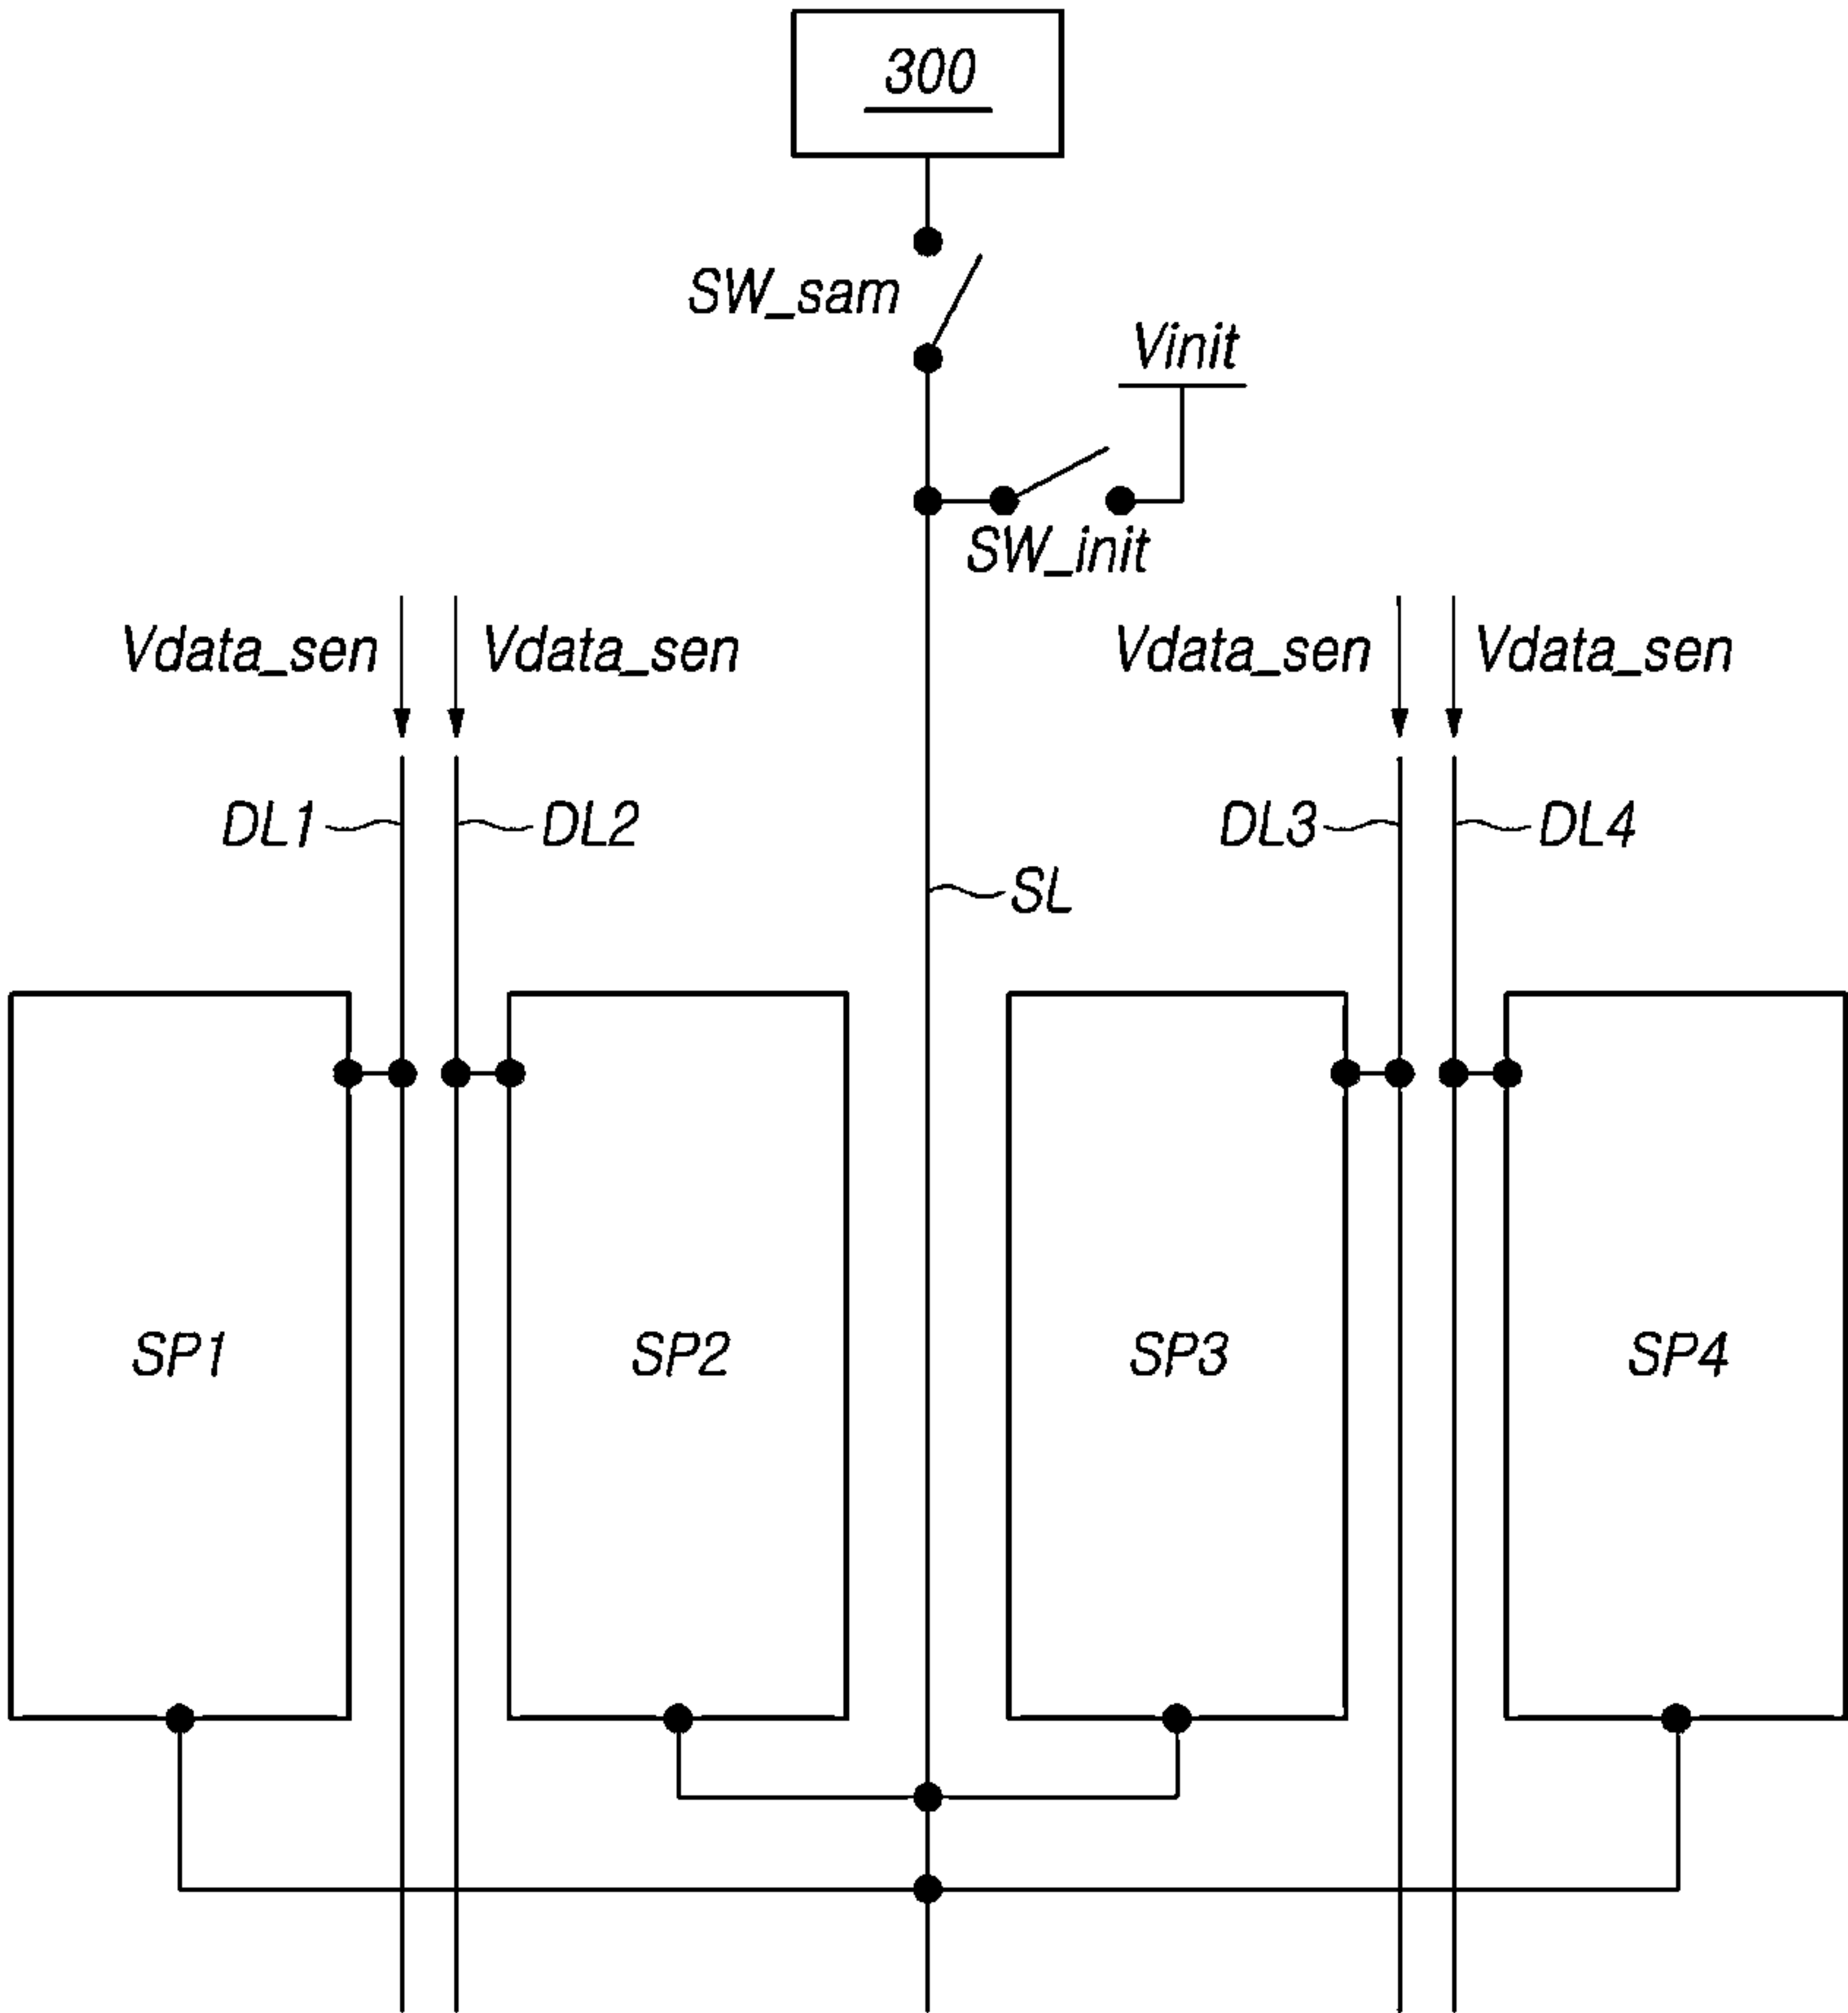 300
SW_sam
Vinit
SW_init
Vdata_sen Vdata_sen Vdata_sen Vdata_sen
DL1 DL2 DL3 DL4
SL
SP1 SP2 SP3 SP4